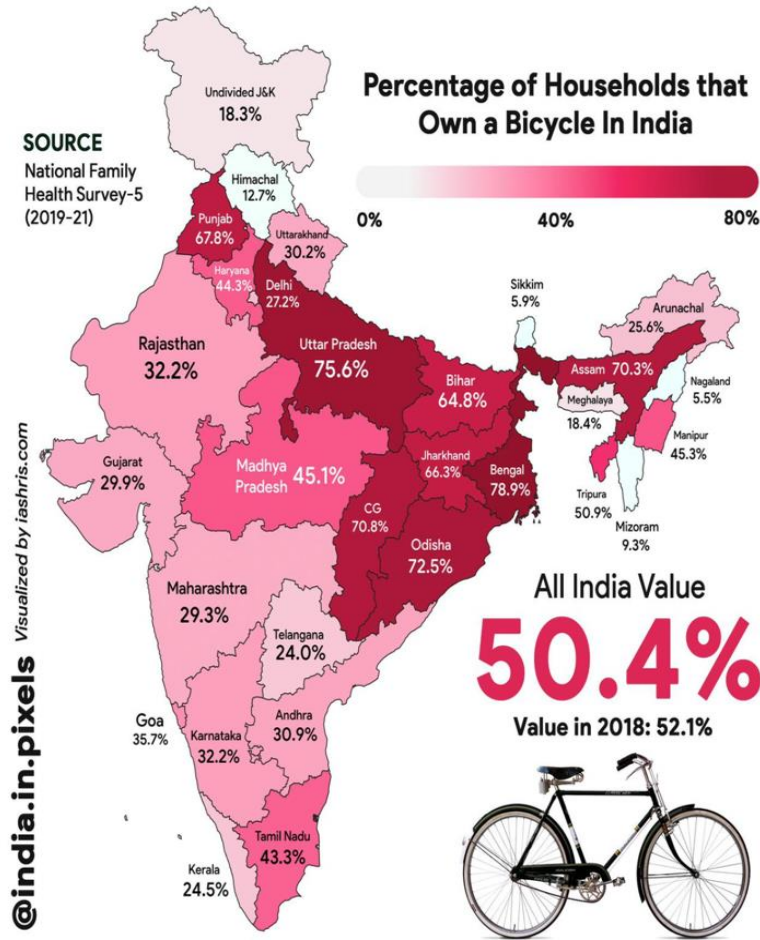 Percentage of Households that
Own a Bicycle In India
0%
40%
80%
SOURCE
National Family
Health Survey-5
(2019-21)
Undivided J&K
18.3%
Himachal
12.7%
Punjab
67.8%
Uttarakhand
30.2%
Haryana
44.3%
Delhi
27.2%
Rajasthan
32.2%
Uttar Pradesh
75.6%
Bihar
64.8%
Sikkim
5.9%
Arunachal
25.6%
Assam 70.3%
Nagaland
5.5%
Meghalaya
18.4%
Manipur
45.3%
Tripura
50.9%
Mizoram
9.3%
Gujarat
29.9%
Madhya
Pradesh
45.1%
Jharkhand
66.3%
Bengal
78.9%
CG
70.8%
Odisha
72.5%
Maharashtra
29.3%
Telangana
24.0%
Goa
35.7%
Karnataka
32.2%
Andhra
30.9%
Tamil Nadu
43.3%
Kerala
24.5%
All India Value
50.4%
Value in 2018: 52.1%
@india.in.pixels
Visualized by iashris.com